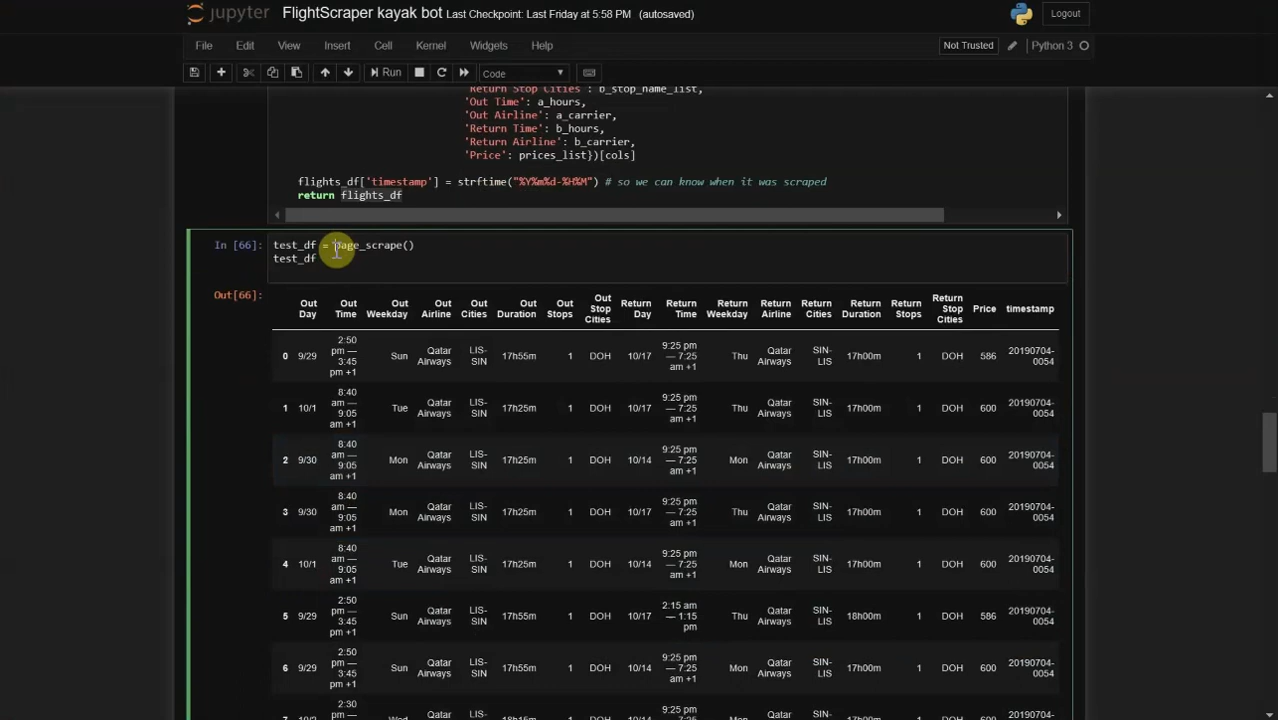 jupyter FlightScraper kayak bot Last Checkpoint: Last Friday at 5:58 PM (autosaved) Logout
File Edit View Insert Cell Kernel Widgets Help Not Trusted Python 3
Run Code
'Return Stop Cities': b_stop_name_list,
'Out Time': a_hours,
'Out Airline': a_carrier,
'Return Time': b_hours,
'Return Airline': b_carrier,
'Price': prices_list})[cols]
flights_df['timestamp'] = strftime("%Y%m%d-%H%M") # so we can know when it was scraped
return flights_df
In [66]: test_df = page_scrape()
test_df
Out[66]:
Out Day Out Time Out Weekday Out Airline Out Cities Out Duration Out Stops Out Stop Cities Return Day Return Time Return Weekday Return Airline Return Cities Return Duration Return Stops Return Stop Cities Price timestamp
0 9/29 2:50 pm — 3:45 pm +1 Sun Qatar Airways LIS-SIN 17h55m 1 DOH 10/17 9:25 pm — 7:25 am +1 Thu Qatar Airways SIN-LIS 17h00m 1 DOH 586 20190704-0054
1 10/1 8:40 am — 9:05 am +1 Tue Qatar Airways LIS-SIN 17h25m 1 DOH 10/17 9:25 pm — 7:25 am +1 Thu Qatar Airways SIN-LIS 17h00m 1 DOH 600 20190704-0054
2 9/30 8:40 am — 9:05 am +1 Mon Qatar Airways LIS-SIN 17h25m 1 DOH 10/14 9:25 pm — 7:25 am +1 Mon Qatar Airways SIN-LIS 17h00m 1 DOH 600 20190704-0054
3 9/30 8:40 am — 9:05 am +1 Mon Qatar Airways LIS-SIN 17h25m 1 DOH 10/17 9:25 pm — 7:25 am +1 Thu Qatar Airways SIN-LIS 17h00m 1 DOH 600 20190704-0054
4 10/1 8:40 am — 9:05 am +1 Tue Qatar Airways LIS-SIN 17h25m 1 DOH 10/14 9:25 pm — 7:25 am +1 Mon Qatar Airways SIN-LIS 17h00m 1 DOH 600 20190704-0054
5 9/29 2:50 pm — 3:45 pm +1 Sun Qatar Airways LIS-SIN 17h55m 1 DOH 10/17 2:15 am — 1:15 pm Thu Qatar Airways SIN-LIS 18h00m 1 DOH 586 20190704-0054
6 9/29 2:50 pm — 3:45 pm +1 Sun Qatar Airways LIS-SIN 17h55m 1 DOH 10/14 9:25 pm — 7:25 am +1 Mon Qatar Airways SIN-LIS 17h00m 1 DOH 600 20190704-0054
2:30 Qatar 9:25 pm Qatar